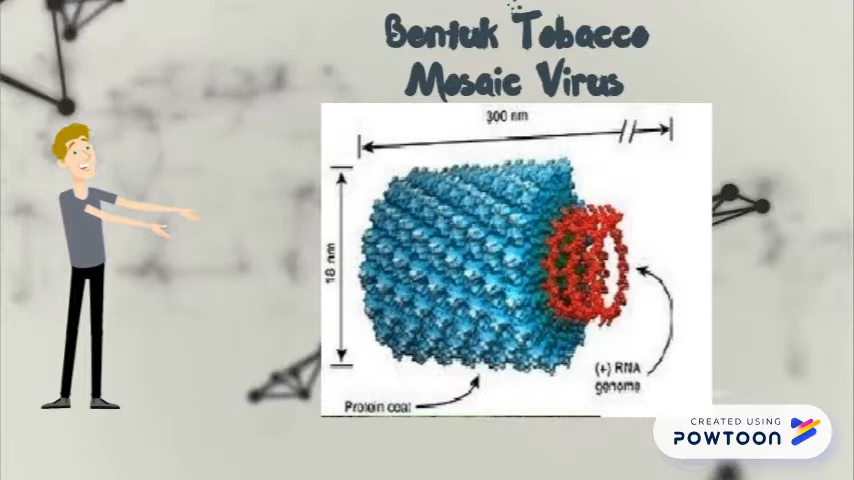 Bentuk Tobacco
Mosaic Virus
300 nm
18 nm
(+) RNA
genome
Protein coat
CREATED USING
POWTOON